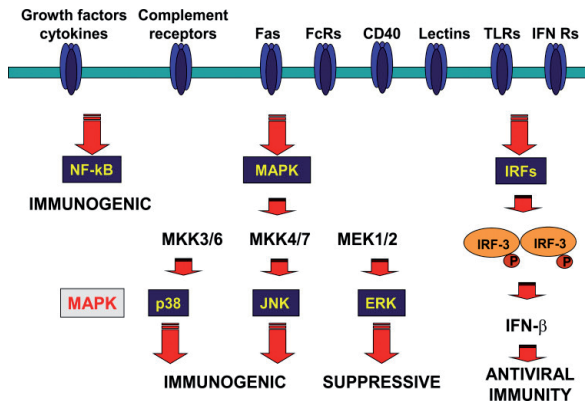 Growth factors
cytokines
Complement
receptors
Fas
FcRs
CD40
Lectins
TLRs
IFN Rs
NF-kB
MAPK
IRFs
IMMUNOGENIC
MKK3/6
MKK4/7
MEK1/2
IRF-3
IRF-3
P
P
MAPK
p38
JNK
ERK
IFN-β
IMMUNOGENIC
SUPPRESSIVE
ANTIVIRAL
IMMUNITY